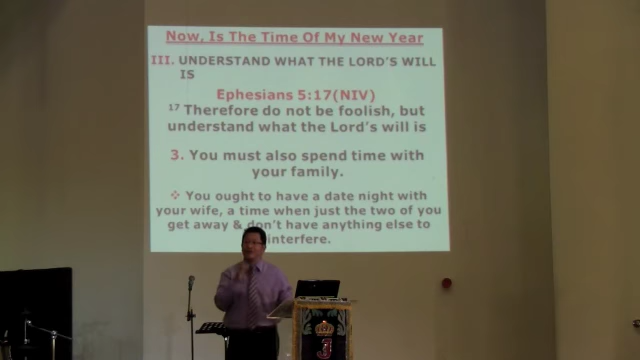 Now, Is The Time Of My New Year
III. UNDERSTAND WHAT THE LORD'S WILL
IS
Ephesians 5:17(NIV)
17 Therefore do not be foolish, but
understand what the Lord's will is
3. You must also spend time with
your family.
❖ You ought to have a date night with
your wife, a time when just the two of you
get away & don't have anything else to
interfere.
J